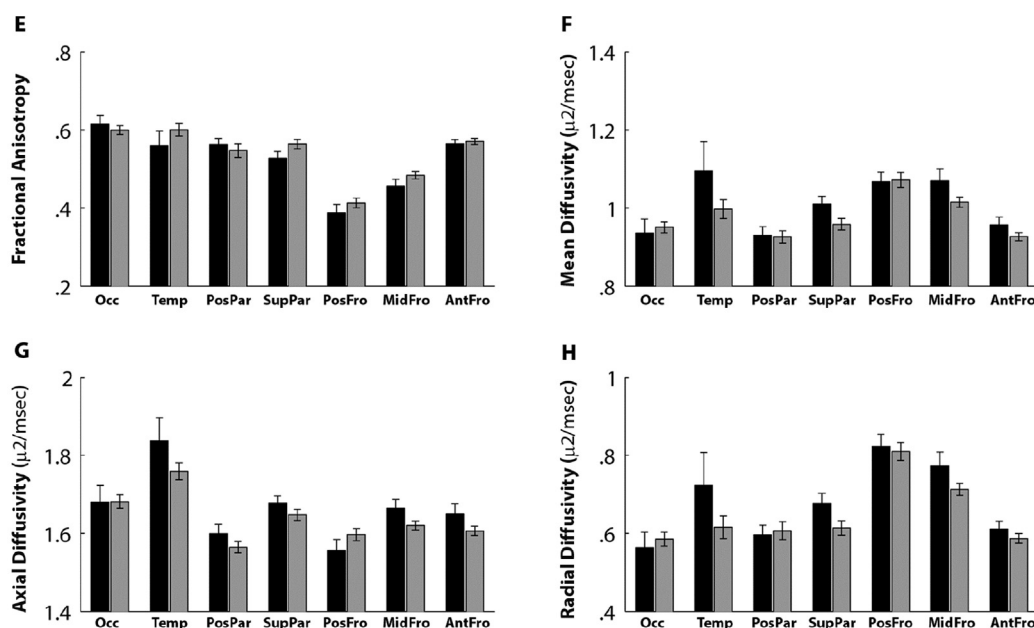 E
Fractional Anisotropy
.8
.6
.4
.2
Occ Temp PosPar SupPar PosFro MidFro AntFro
F
Mean Diffusivity (μ2/msec)
1.4
1.2
1
.8
Occ Temp PosPar SupPar PosFro MidFro AntFro
G
Axial Diffusivity (μ2/msec)
2
1.8
1.6
1.4
Occ Temp PosPar SupPar PosFro MidFro AntFro
H
Radial Diffusivity (μ2/msec)
1
.8
.6
.4
Occ Temp PosPar SupPar PosFro MidFro AntFro